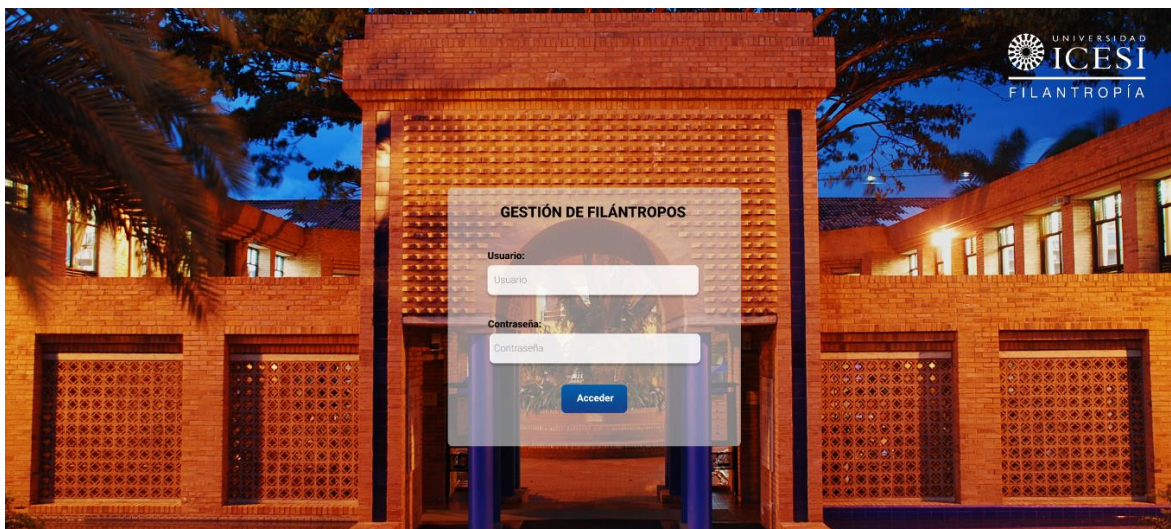 UNIVERSIDAD
ICESI
FILANTROPÍA
GESTIÓN DE FILÁNTROPOS
Usuario:
Usuario
Contraseña:
Contraseña
Acceder